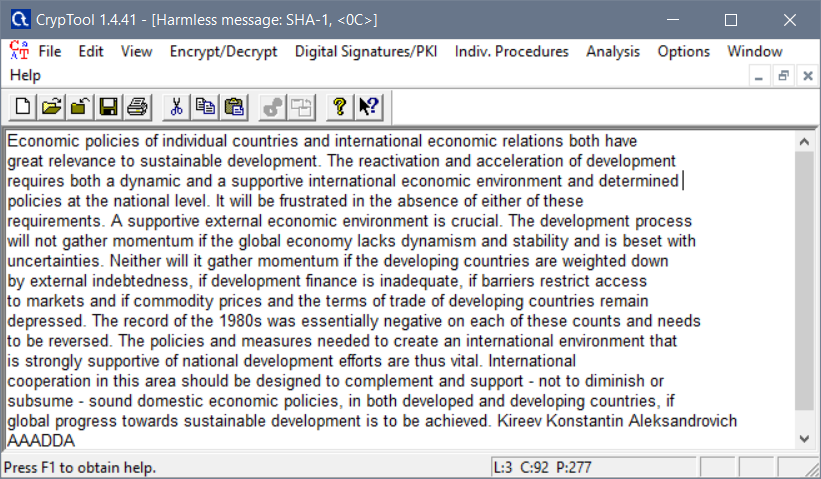 CrypTool 1.4.41 - [Harmless message: SHA-1, <0C>]
File Edit View Encrypt/Decrypt Digital Signatures/PKI Indiv. Procedures Analysis Options Window
Help
Economic policies of individual countries and international economic relations both have
great relevance to sustainable development. The reactivation and acceleration of development
requires both a dynamic and a supportive international economic environment and determined
policies at the national level. It will be frustrated in the absence of either of these
requirements. A supportive external economic environment is crucial. The development process
will not gather momentum if the global economy lacks dynamism and stability and is beset with
uncertainties. Neither will it gather momentum if the developing countries are weighted down
by external indebtedness, if development finance is inadequate, if barriers restrict access
to markets and if commodity prices and the terms of trade of developing countries remain
depressed. The record of the 1980s was essentially negative on each of these counts and needs
to be reversed. The policies and measures needed to create an international environment that
is strongly supportive of national development efforts are thus vital. International
cooperation in this area should be designed to complement and support - not to diminish or
subsume - sound domestic economic policies, in both developed and developing countries, if
global progress towards sustainable development is to be achieved. Kireev Konstantin Aleksandrovich
AAADDA
Press F1 to obtain help. L:3 C:92 P:277